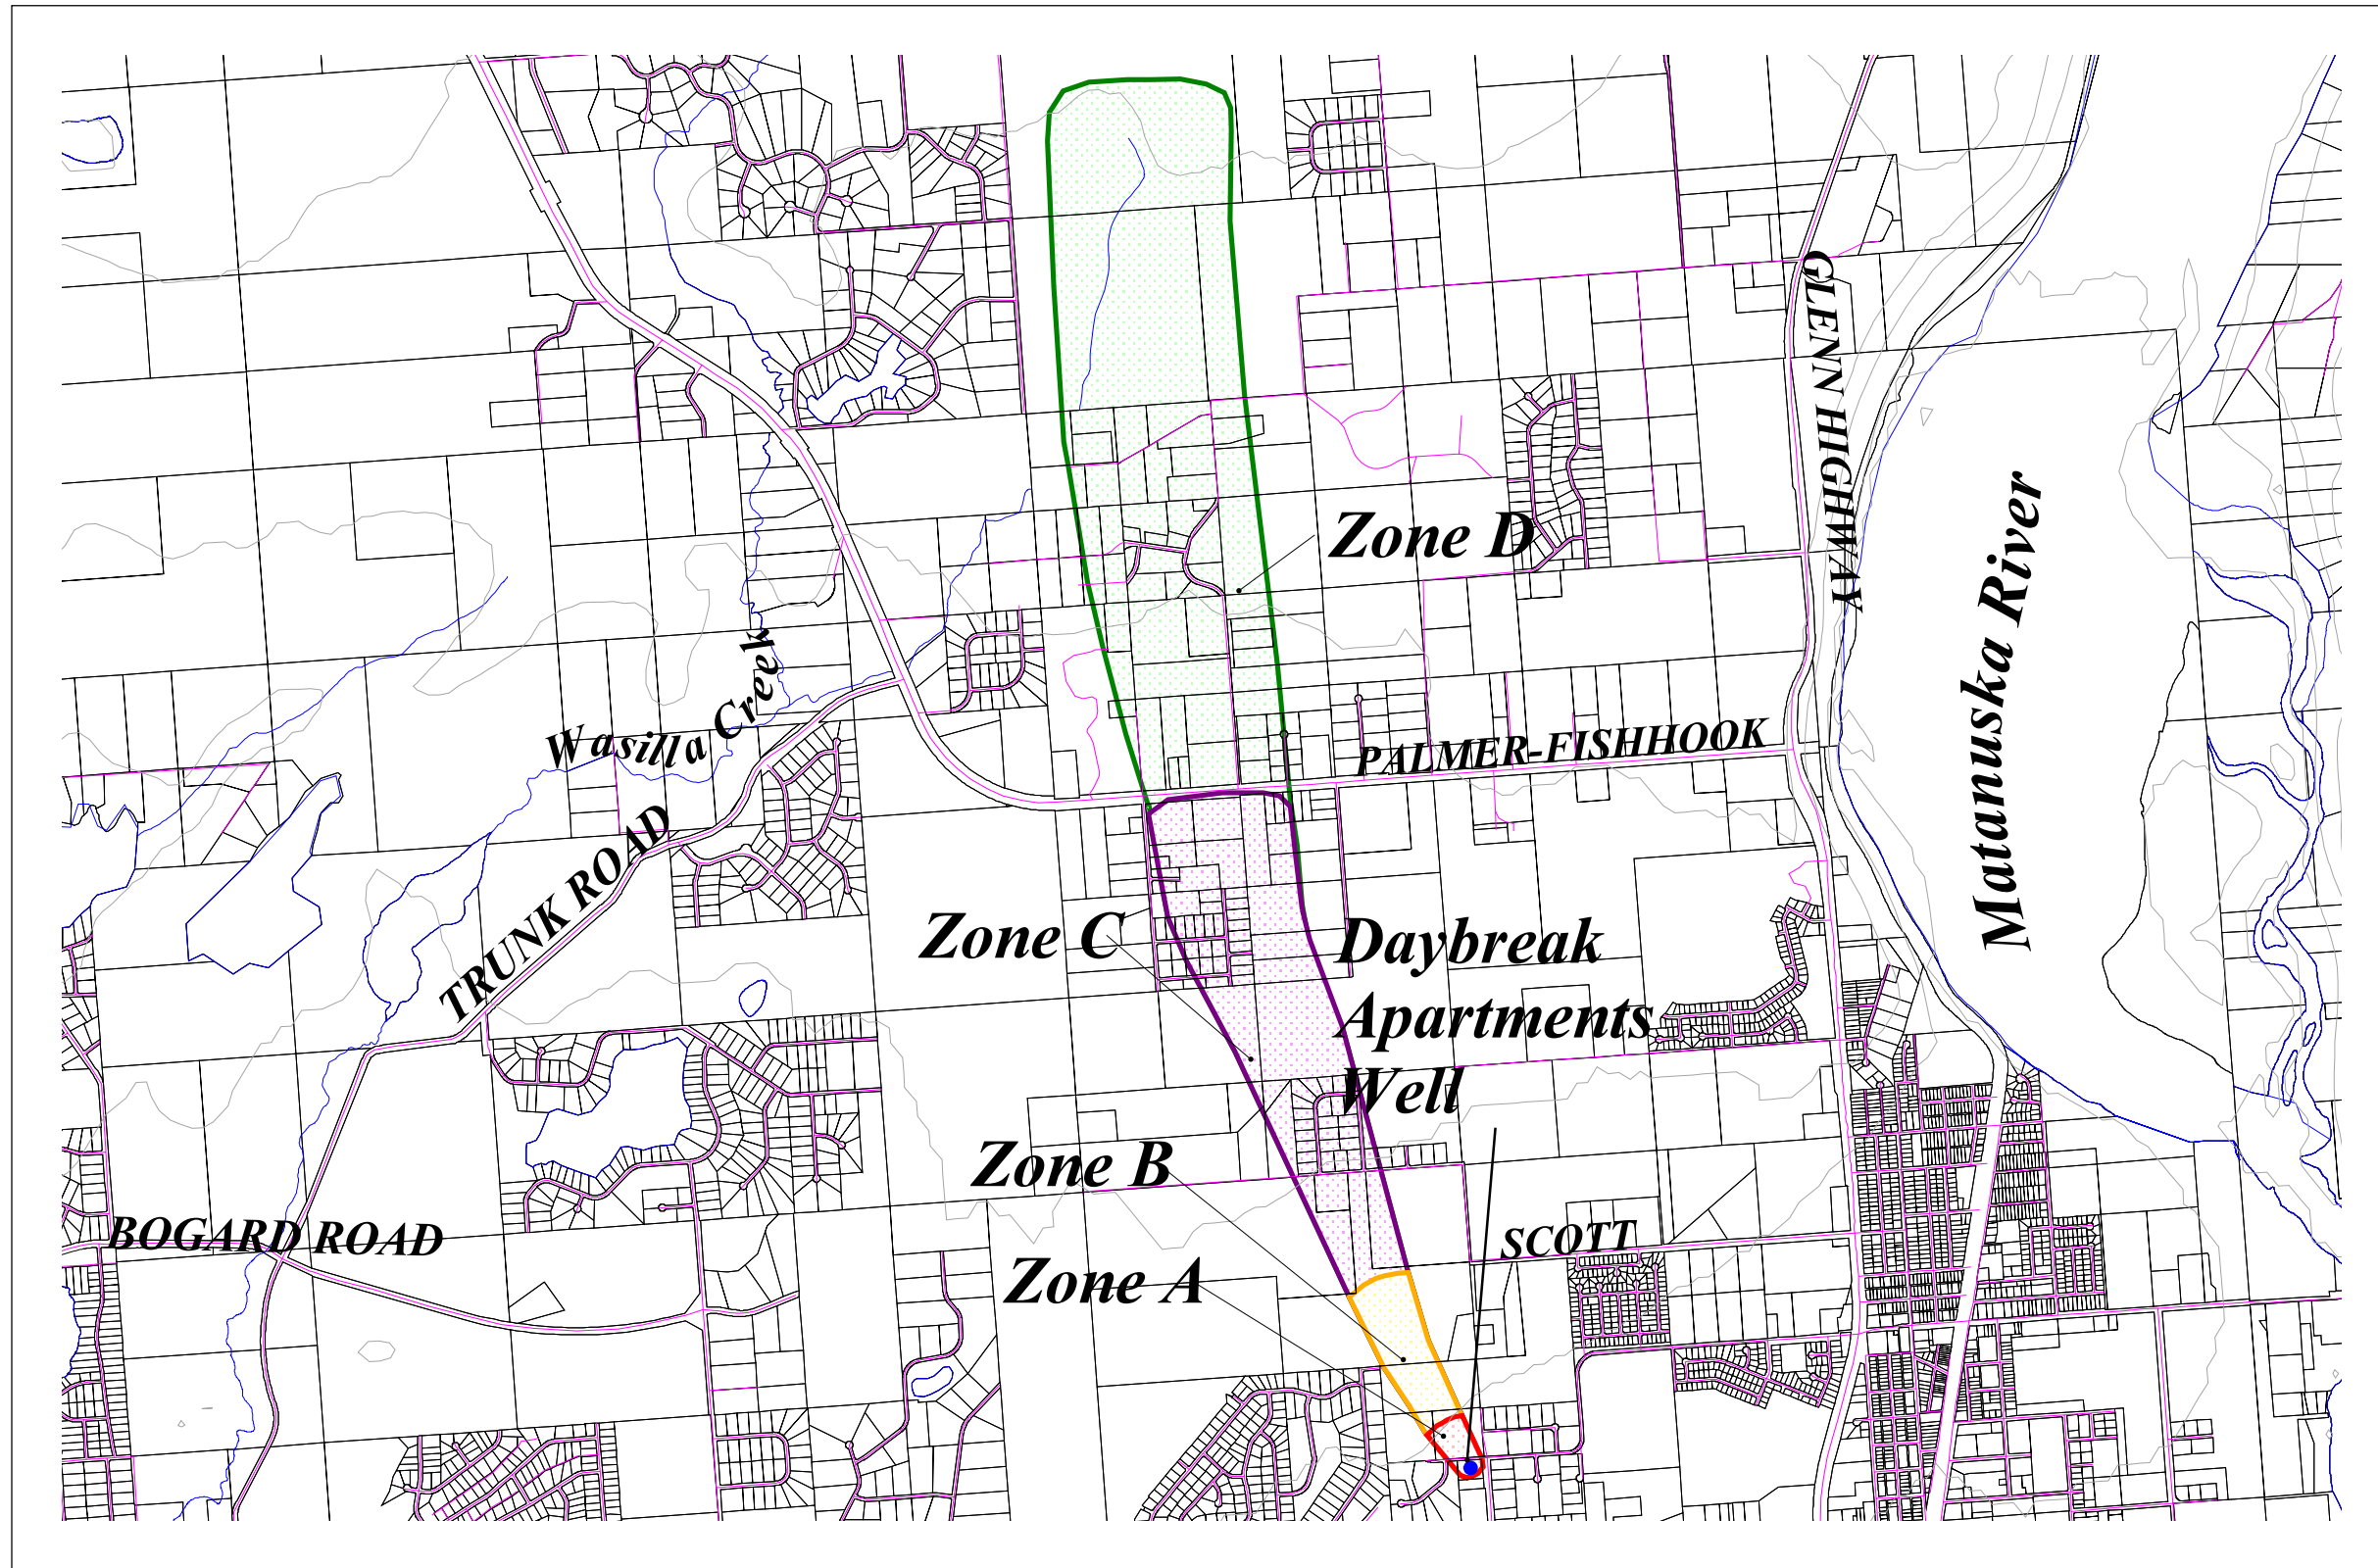 GLENN HIGHWAY
Zone D
Matanuska River
Wasilla Creek
PALMER-FISHHOOK
TRUNK ROAD
Zone C
Daybreak
Apartments
Well
Zone B
BOGARD ROAD
SCOTT
Zone A